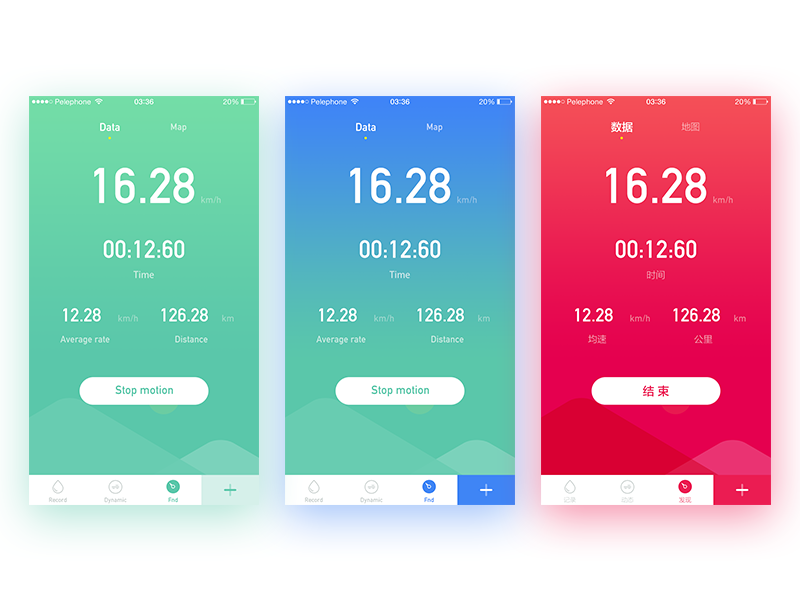 Pelephone 03:36 20%
Data Map
16.28 km/h
00:12:60
Time
12.28 km/h 126.28 km
Average rate Distance
Stop motion
Record Dynamic Fnd
Pelephone 03:36 20%
Data Map
16.28 km/h
00:12:60
Time
12.28 km/h 126.28 km
Average rate Distance
Stop motion
Record Dynamic Fnd
Pelephone 03:36 20%
数据 地图
16.28 km/h
00:12:60
时间
12.28 km/h 126.28 km
均速 公里
结 束
记录 动态 发现